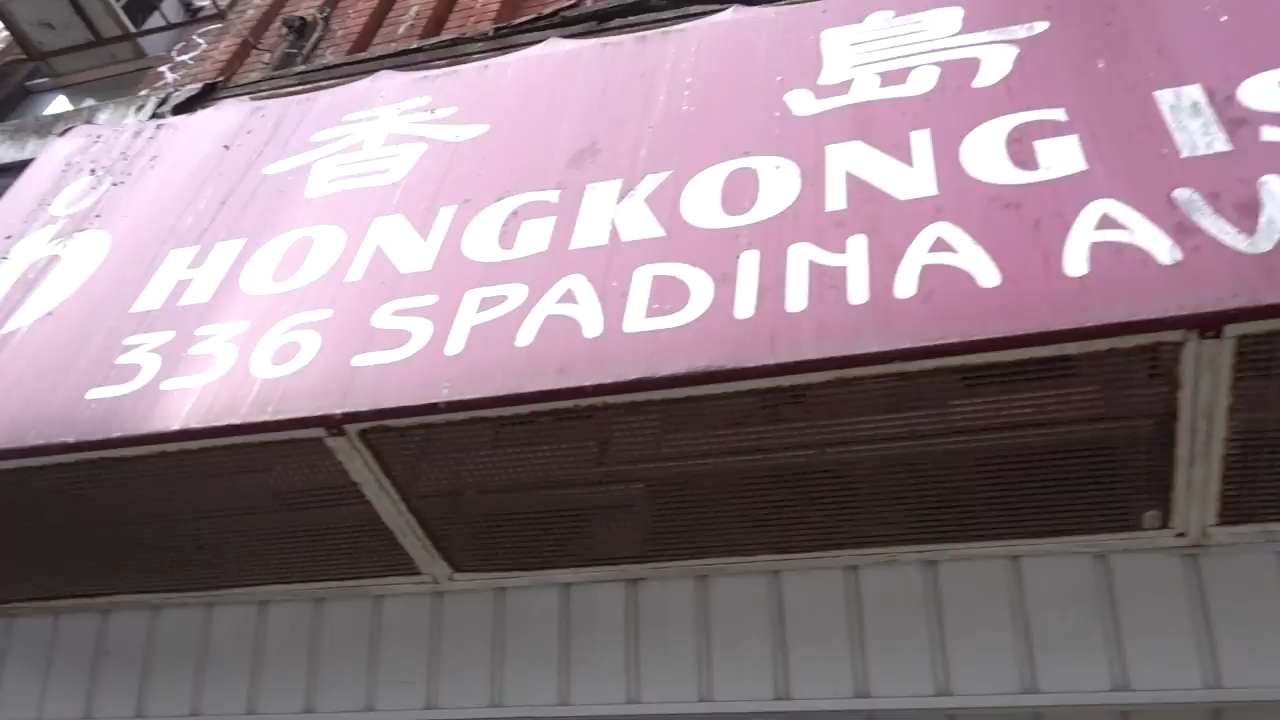 香 島
HONGKONG IS
336 SPADINA AV